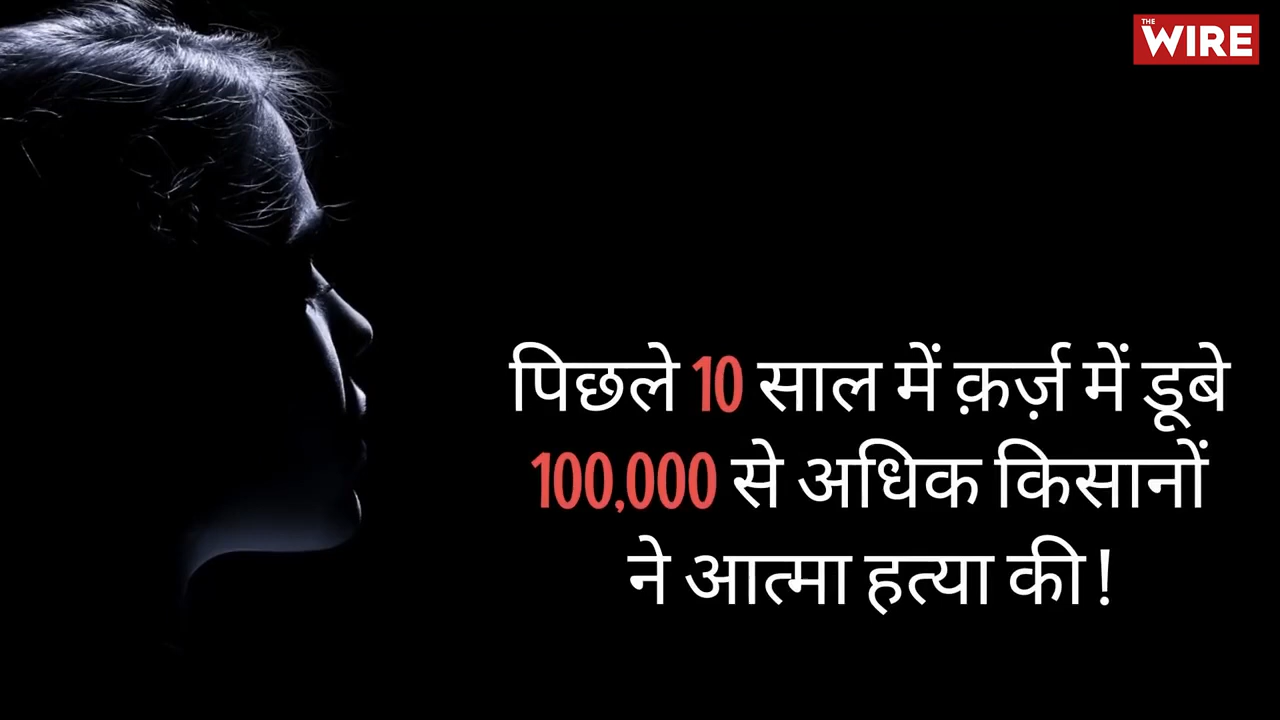 THE
WIRE
पिछले 10 साल में क़र्ज़ में डूबे
100,000 से अधिक किसानों
ने आत्मा हत्या की!